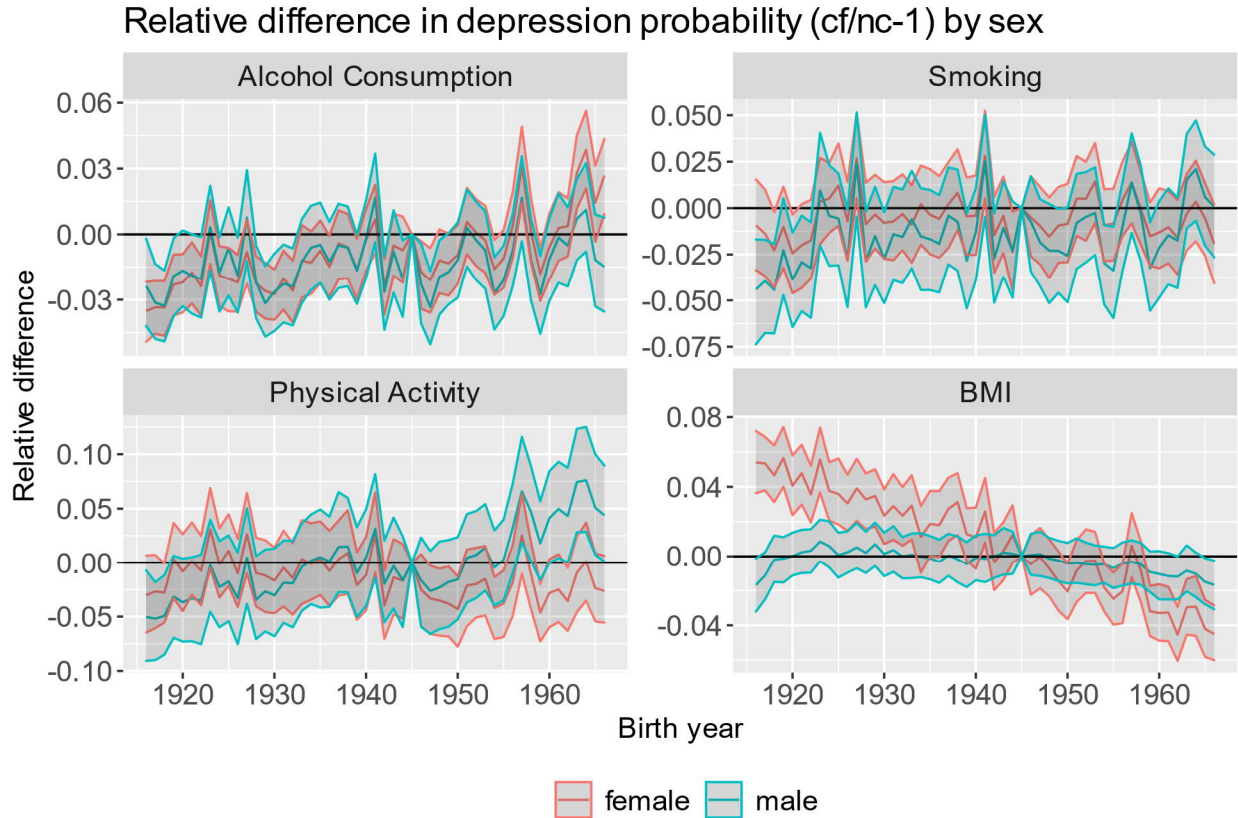 Relative difference in depression probability (cf/nc-1) by sex
Alcohol Consumption
0.06
0.03
0.00
-0.03
Smoking
0.050
0.025
0.000
-0.025
-0.050
-0.075
Physical Activity
0.10
0.05
0.00
-0.05
-0.10
1920 1930 1940 1950 1960
BMI
0.08
0.04
0.00
-0.04
1920 1930 1940 1950 1960
Relative difference
Birth year
female male